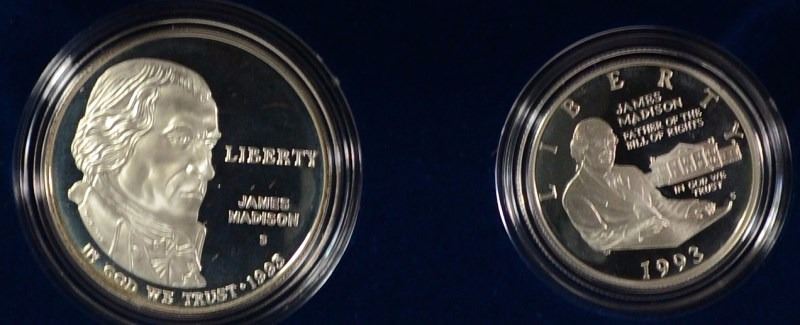 LIBERTY
JAMES
MADISON
S
IN GOD WE TRUST • 1993
LIBERTY
JAMES
MADISON
FATHER OF THE
BILL OF RIGHTS
IN GOD WE
TRUST
S
1993